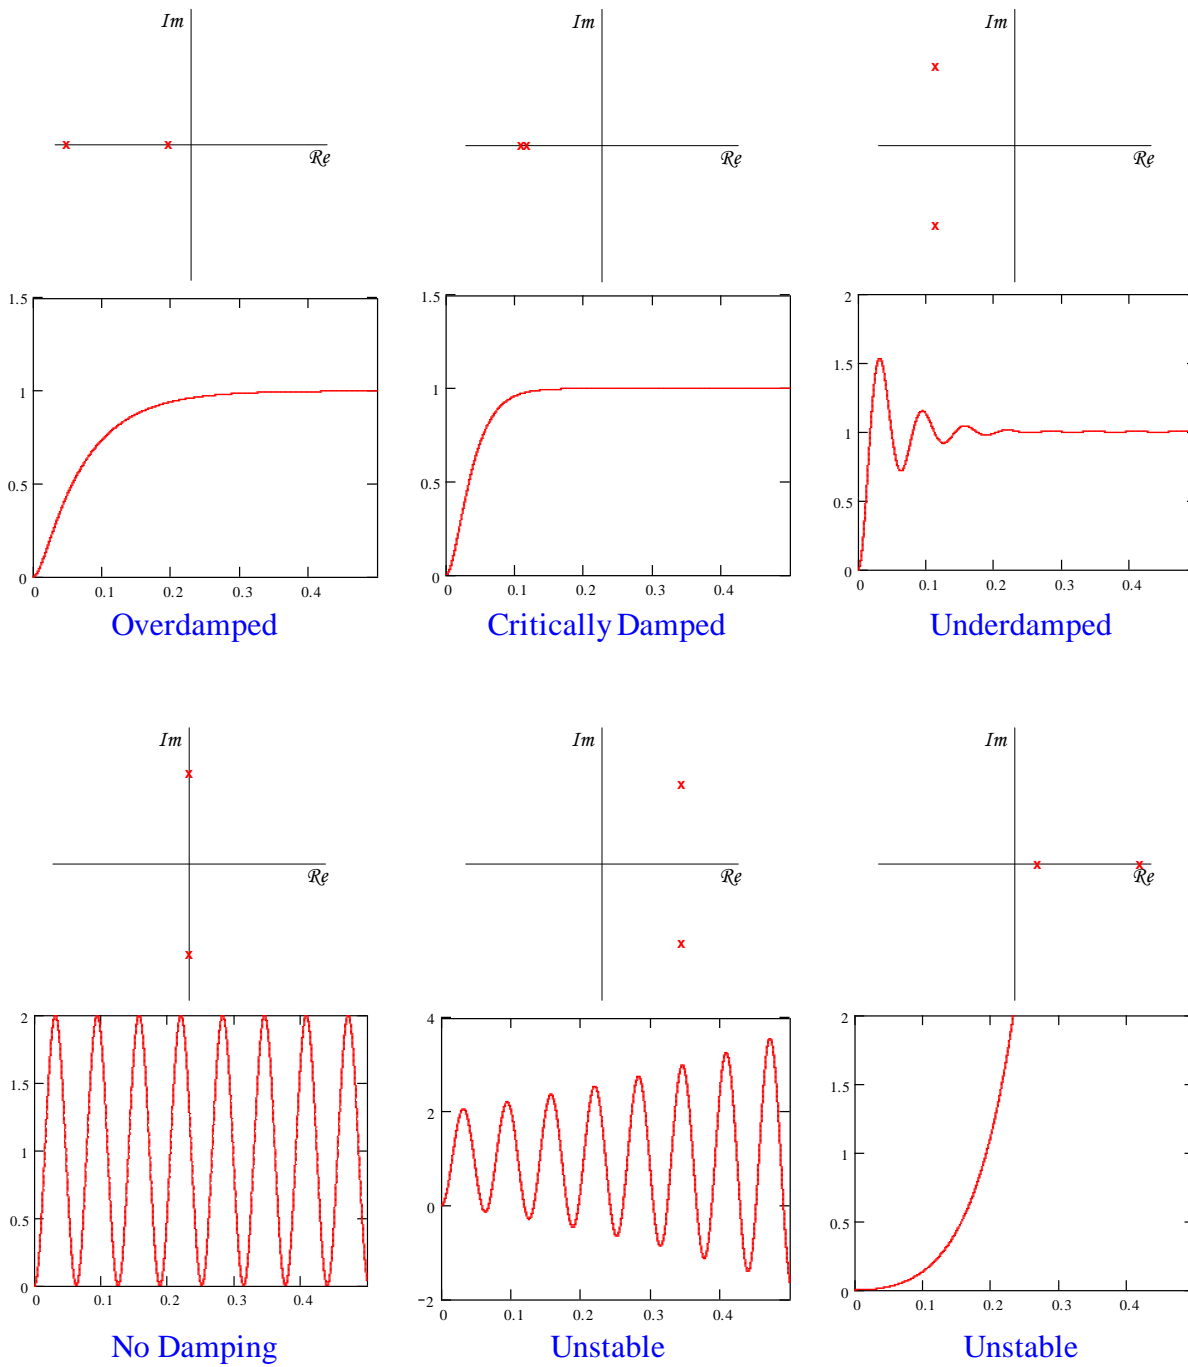 Im Im Im
Re Re Re
1.5 1.5 2
1 1 1.5
0.5 0.5 1
0 0 0.5
0
0 0.1 0.2 0.3 0.4 0 0.1 0.2 0.3 0.4 0 0.1 0.2 0.3 0.4
Overdamped Critically Damped Underdamped
Im Im Im
Re Re Re
2 4 2
1.5 2 1.5
1 0 1
0.5 −2 0.5
0 0
0 0.1 0.2 0.3 0.4 0 0.1 0.2 0.3 0.4 0 0.1 0.2 0.3 0.4
No Damping Unstable Unstable